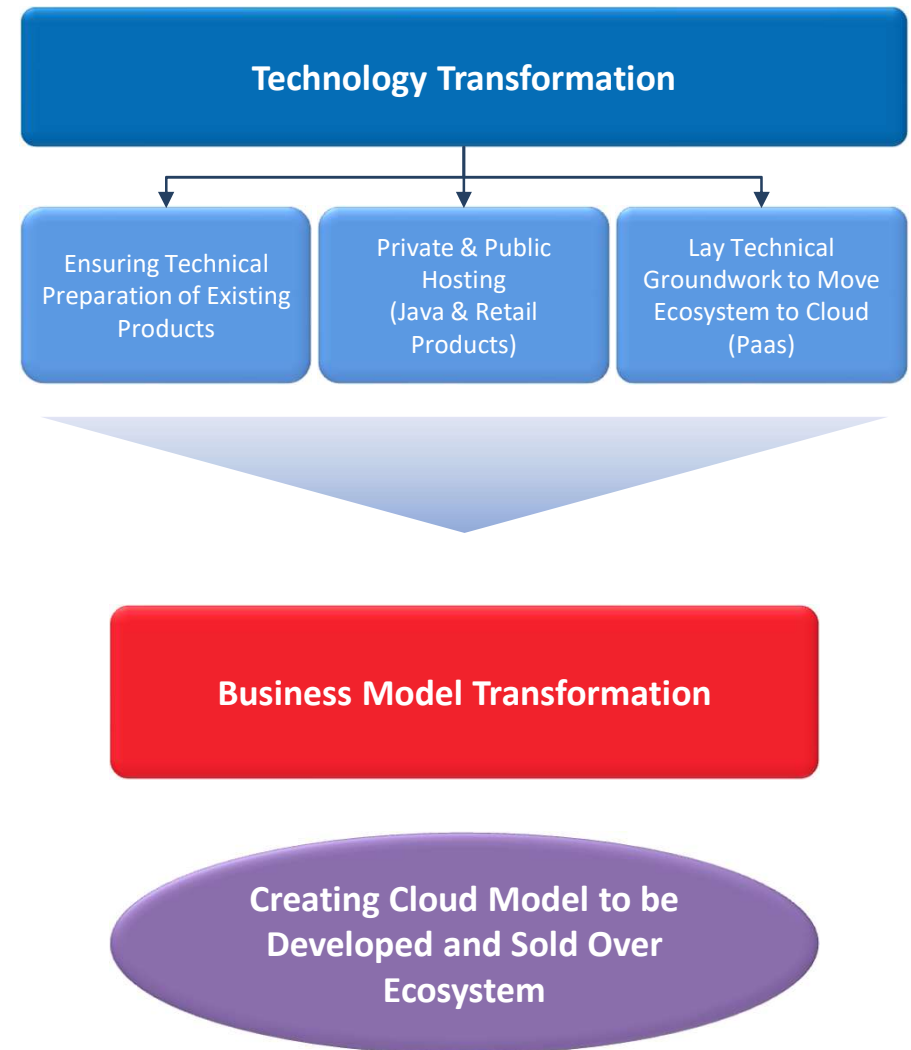 Technology Transformation
Ensuring Technical
Preparation of Existing
Products
Private & Public
Hosting
(Java & Retail
Products)
Lay Technical
Groundwork to Move
Ecosystem to Cloud
(Paas)
Business Model Transformation
Creating Cloud Model to be
Developed and Sold Over
Ecosystem